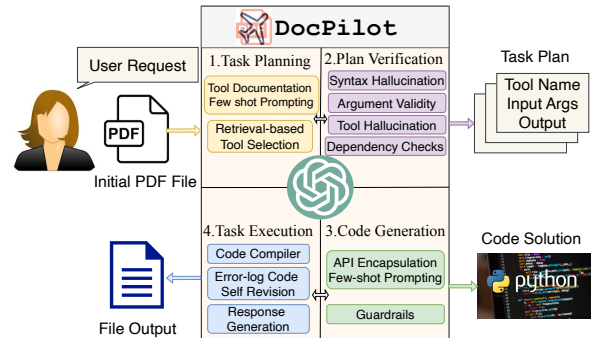 DocPilot
User Request
PDF
Initial PDF File
1.Task Planning
Tool Documentation
Few shot Prompting
Retrieval-based
Tool Selection
2.Plan Verification
Syntax Hallucination
Argument Validity
Tool Hallucination
Dependency Checks
Task Plan
Tool Name
Input Args
Output
4.Task Execution
Code Compiler
Error-log Code
Self Revision
Response
Generation
File Output
3.Code Generation
API Encapsulation
Few-shot Prompting
Guardrails
Code Solution
python